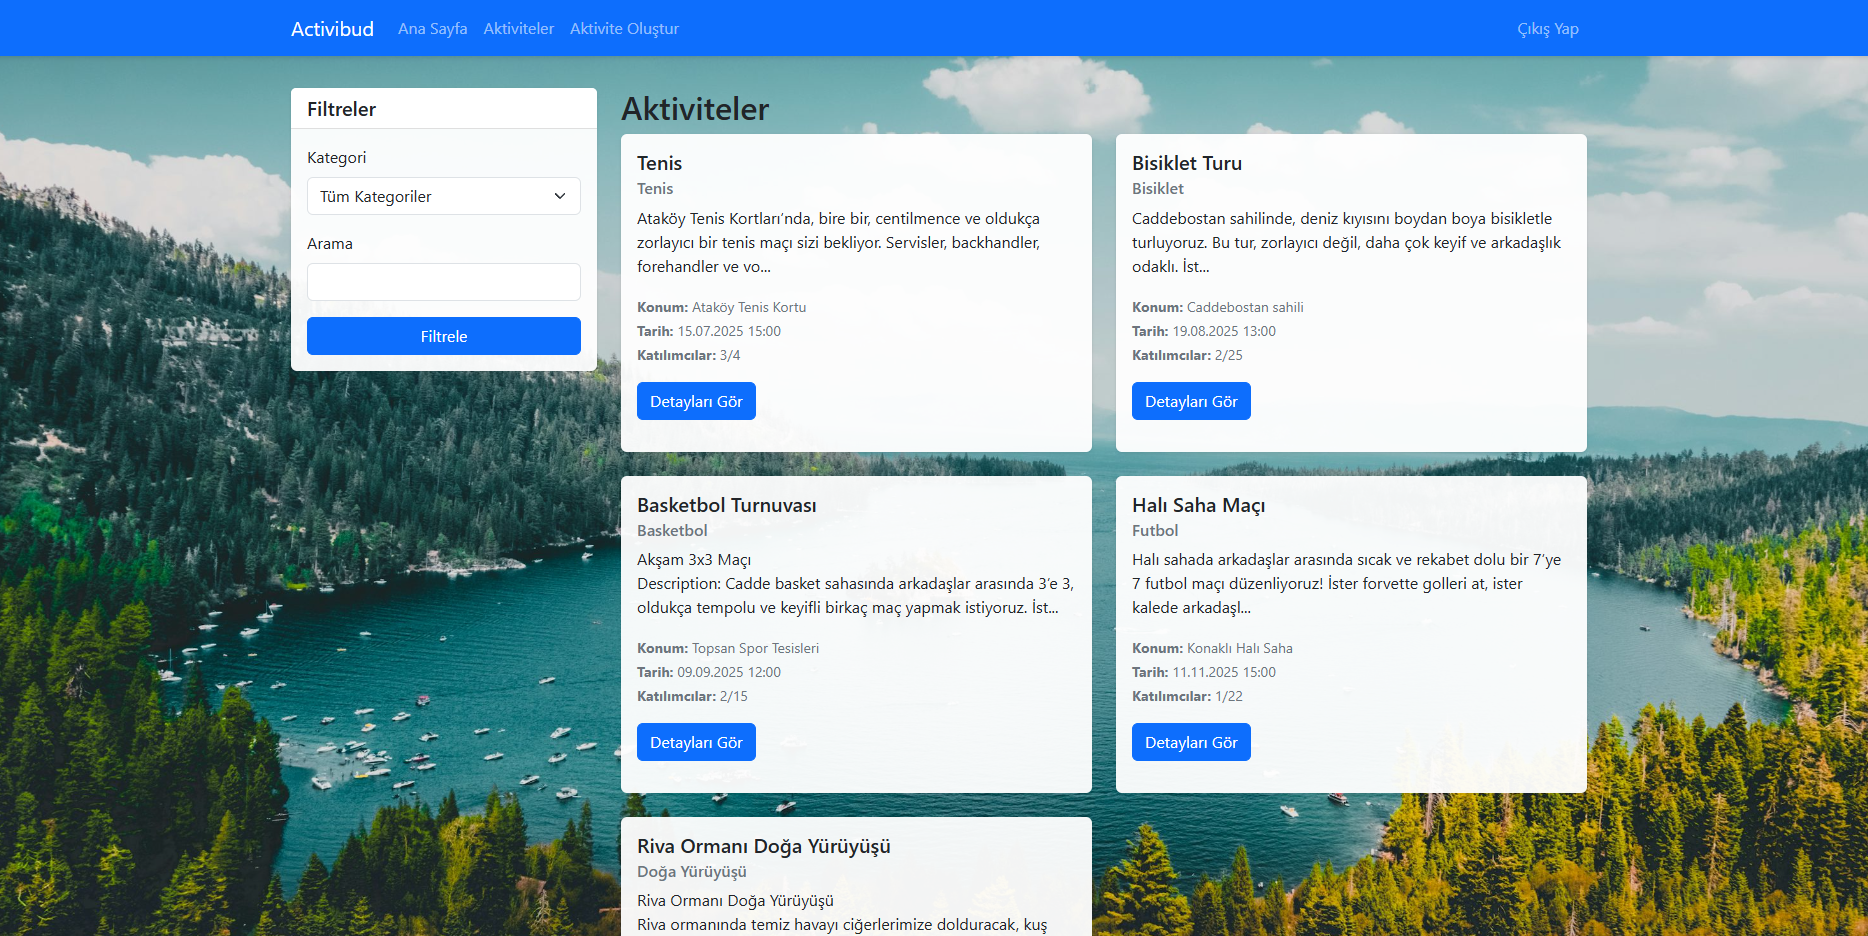 Activibud Ana Sayfa Aktiviteler Aktivite Oluştur Çıkış Yap
Filtreler
Kategori
Tüm Kategoriler
Arama
Filtrele
Aktiviteler
Tenis
Tenis
Ataköy Tenis Kortları’nda, bire bir, centilmence ve oldukça
zorlayıcı bir tenis maçı sizi bekliyor. Servisler, backhandler,
forehandler ve vo...
Konum: Ataköy Tenis Kortu
Tarih: 15.07.2025 15:00
Katılımcılar: 3/4
Detayları Gör
Bisiklet Turu
Bisiklet
Caddebostan sahilinde, deniz kıyısını boydan boya bisikletle
turluyoruz. Bu tur, zorlayıcı değil, daha çok keyif ve arkadaşlık
odaklı. İst...
Konum: Caddebostan sahili
Tarih: 19.08.2025 13:00
Katılımcılar: 2/25
Detayları Gör
Basketbol Turnuvası
Basketbol
Akşam 3x3 Maçı
Description: Cadde basket sahasında arkadaşlar arasında 3’e 3,
oldukça tempolu ve keyifli birkaç maç yapmak istiyoruz. İst...
Konum: Topsan Spor Tesisleri
Tarih: 09.09.2025 12:00
Katılımcılar: 2/15
Detayları Gör
Halı Saha Maçı
Futbol
Halı sahada arkadaşlar arasında sıcak ve rekabet dolu bir 7’ye
7 futbol maçı düzenliyoruz! İster forvette golleri at, ister
kalede arkadaşl...
Konum: Konaklı Halı Saha
Tarih: 11.11.2025 15:00
Katılımcılar: 1/22
Detayları Gör
Riva Ormanı Doğa Yürüyüşü
Doğa Yürüyüşü
Riva Ormanı Doğa Yürüyüşü
Riva ormanında temiz havayı ciğerlerimize dolduracak, kuş